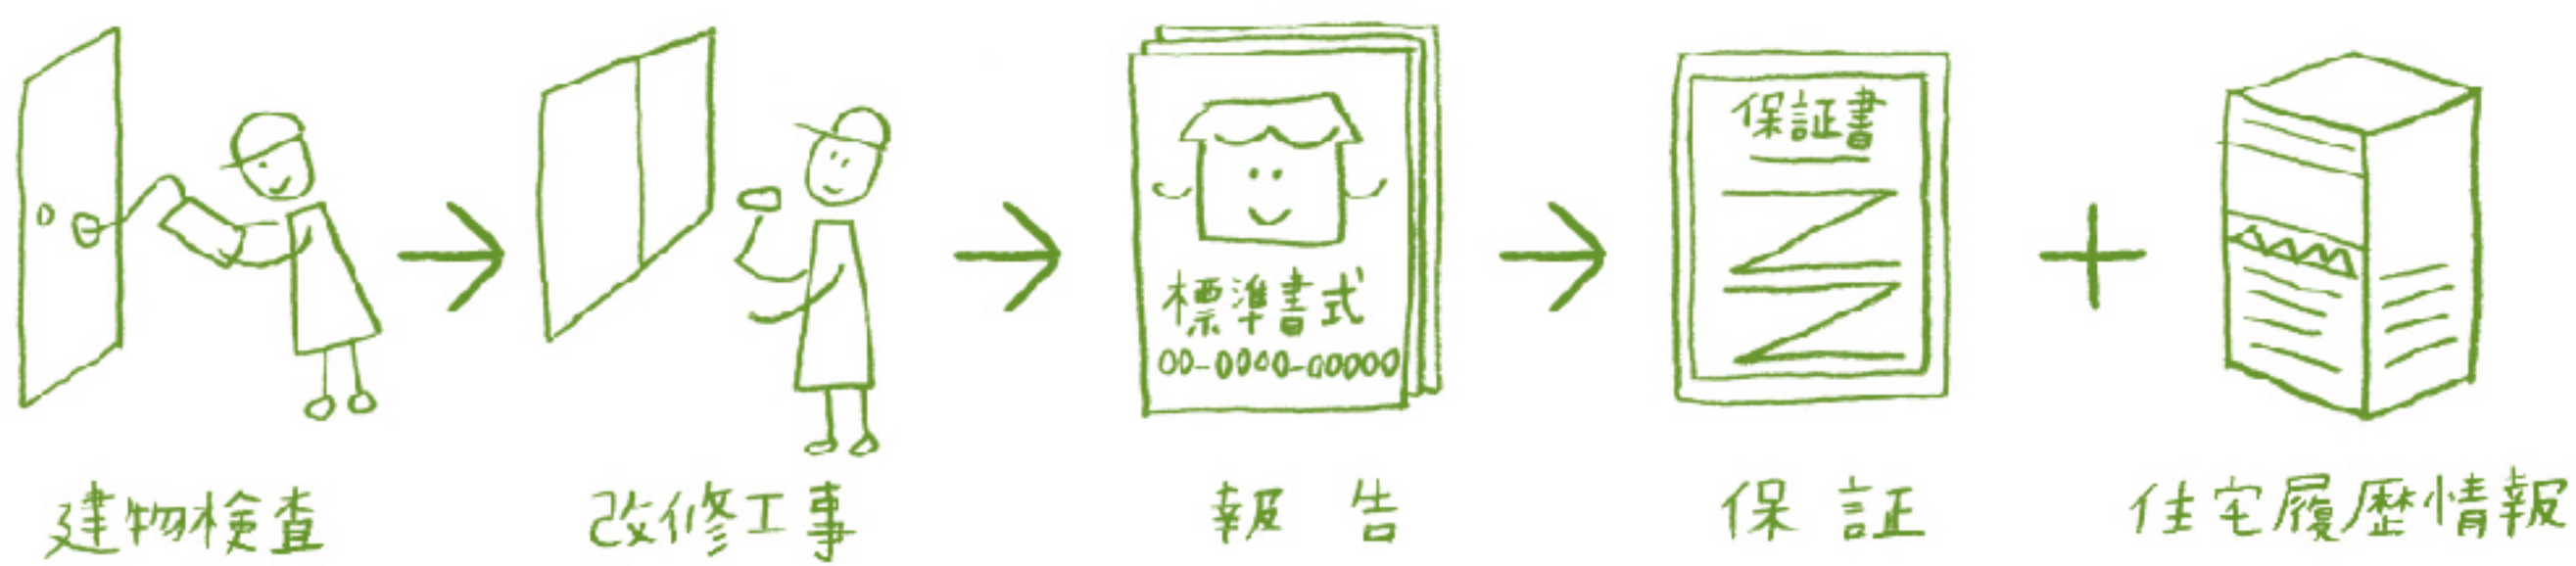 保証書
標準書式
00-0000-00000
建物検査
改修工事
報告
保証
住宅履歴情報